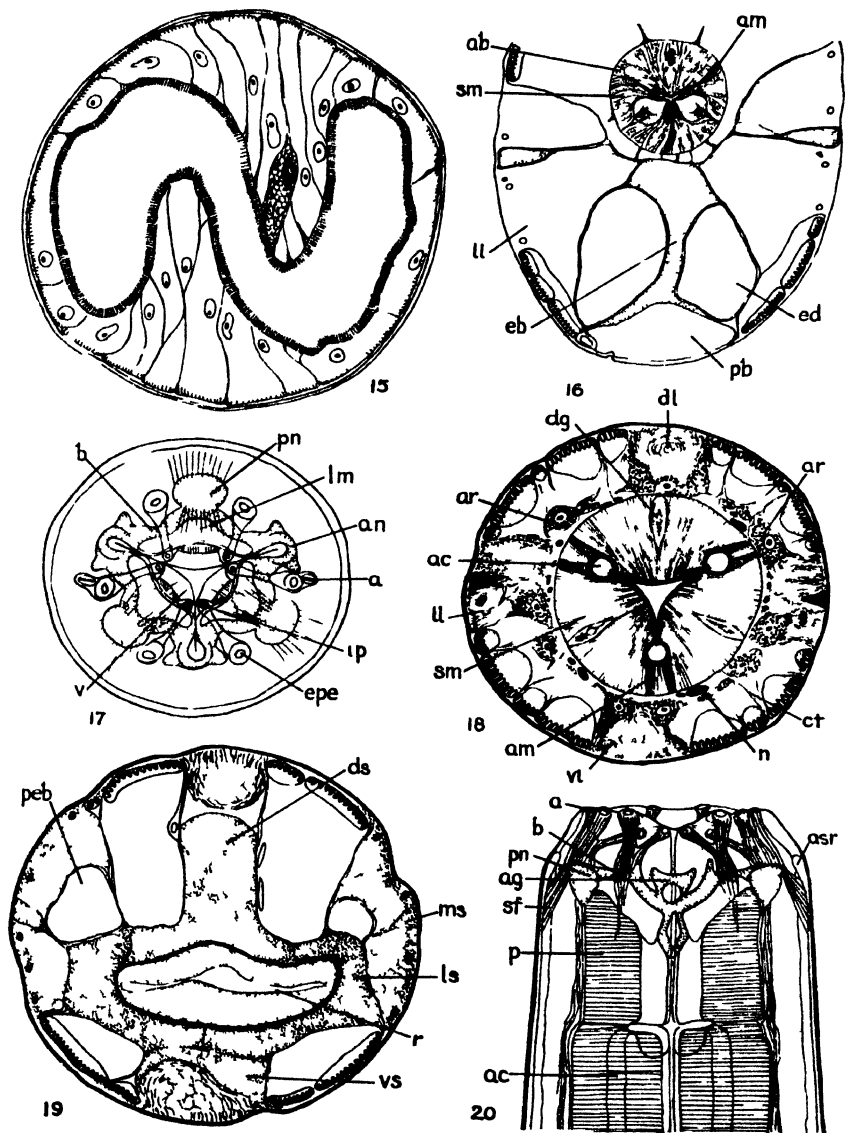 15
ab
am
sm
ll
eb
ed
pb
16
b
pn
lm
an
a
ip
v
epe
17
dg
dl
ar
ar
ac
ll
sm
am
vl
n
ct
18
peb
ds
ms
ls
r
vs
19
a
b
pn
ag
sf
asr
p
ac
20